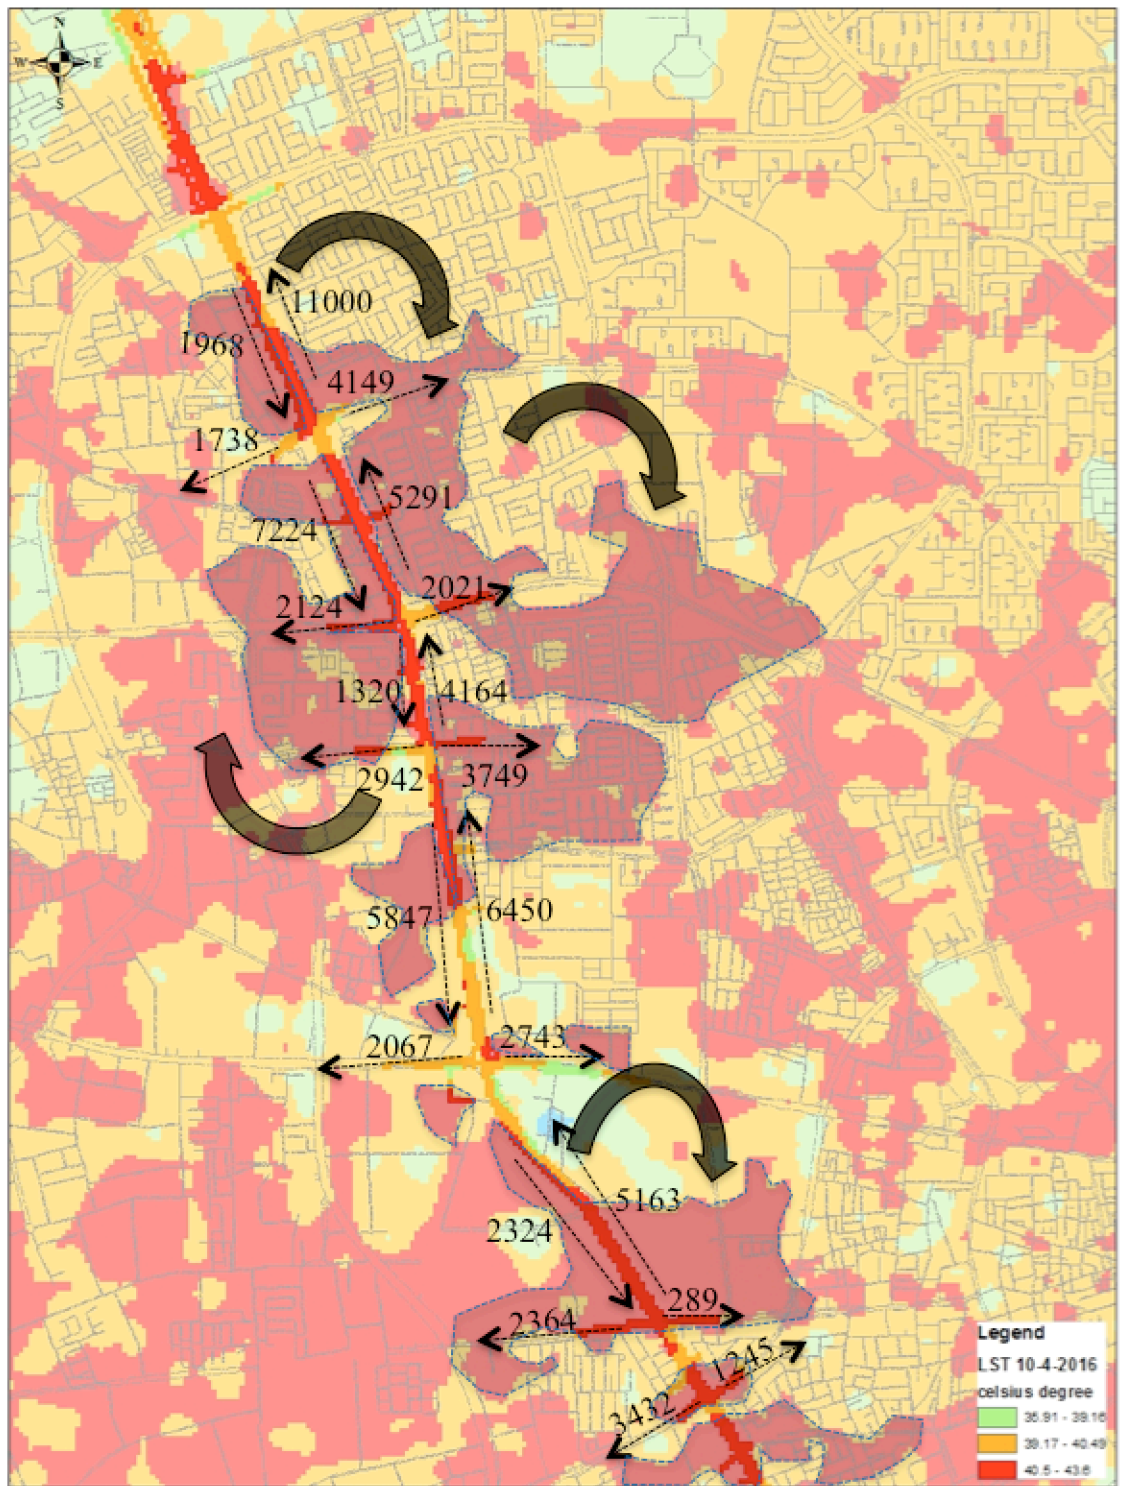 N
W E
S
11000
1968
4149
1738
5291
7224
2021
2124
1320
4164
2942
3749
5847
6450
2067
2743
5163
2324
289
2364
1245
3432
Legend
LST 10-4-2016
celsius degree
35.91 - 39.16
39.17 - 40.49
40.5 - 43.6